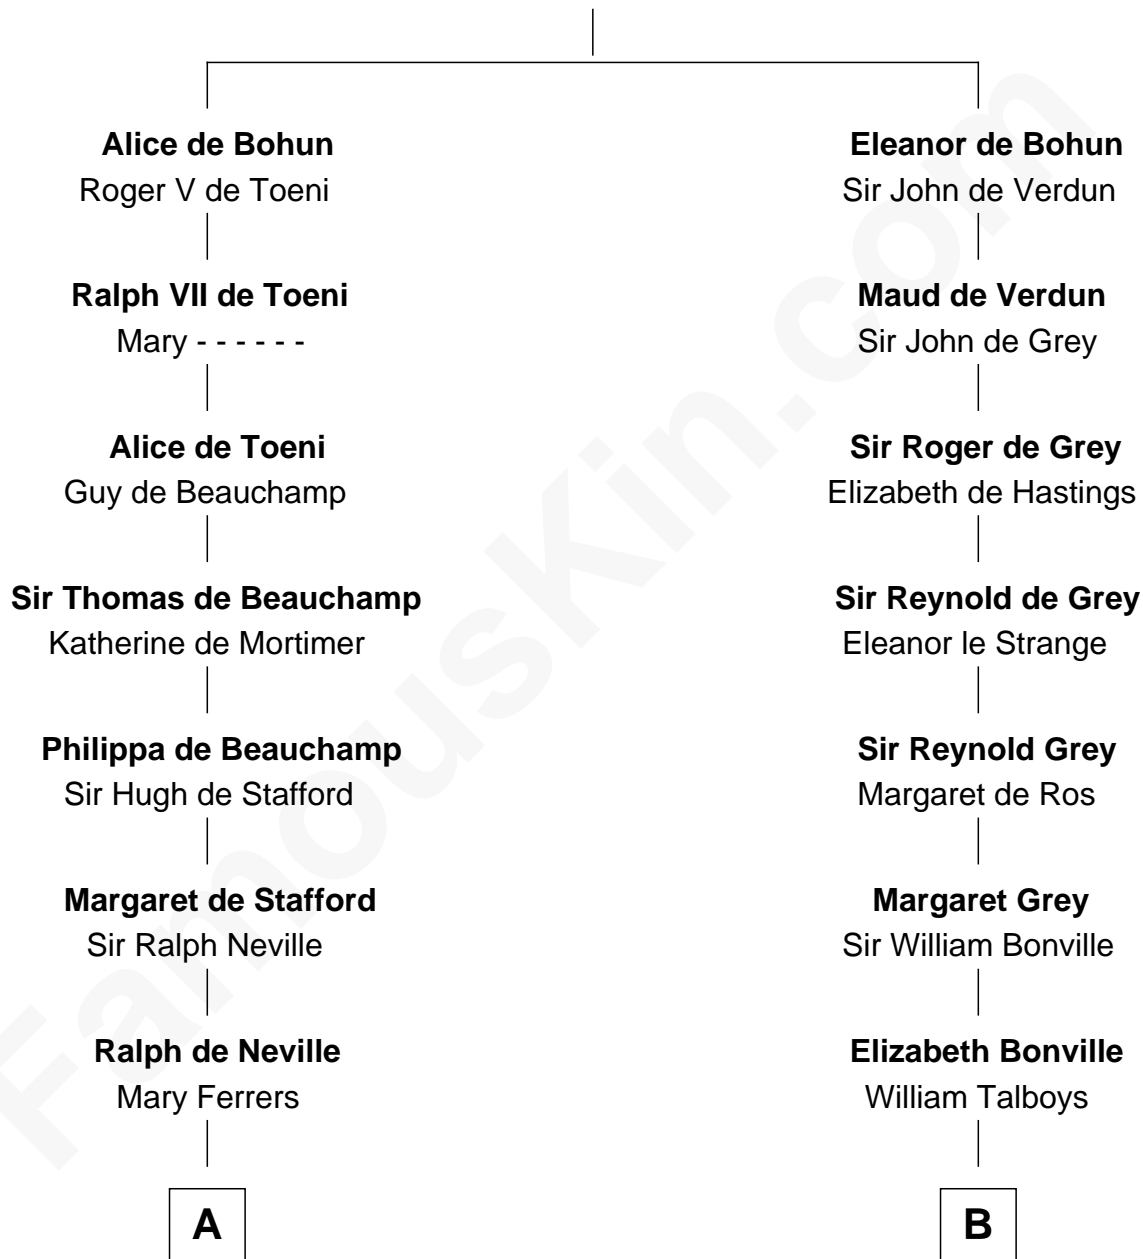 Alice de Bohun
Roger V de Toeni
Ralph VII de Toeni
Mary - - - - - -
Alice de Toeni
Guy de Beauchamp
Sir Thomas de Beauchamp
Katherine de Mortimer
Philippa de Beauchamp
Sir Hugh de Stafford
Margaret de Stafford
Sir Ralph Neville
Ralph de Neville
Mary Ferrers
A
Eleanor de Bohun
Sir John de Verdun
Maud de Verdun
Sir John de Grey
Sir Roger de Grey
Elizabeth de Hastings
Sir Reynold de Grey
Eleanor le Strange
Sir Reynold Grey
Margaret de Ros
Margaret Grey
Sir William Bonville
Elizabeth Bonville
William Talboys
B
FamousKin.com